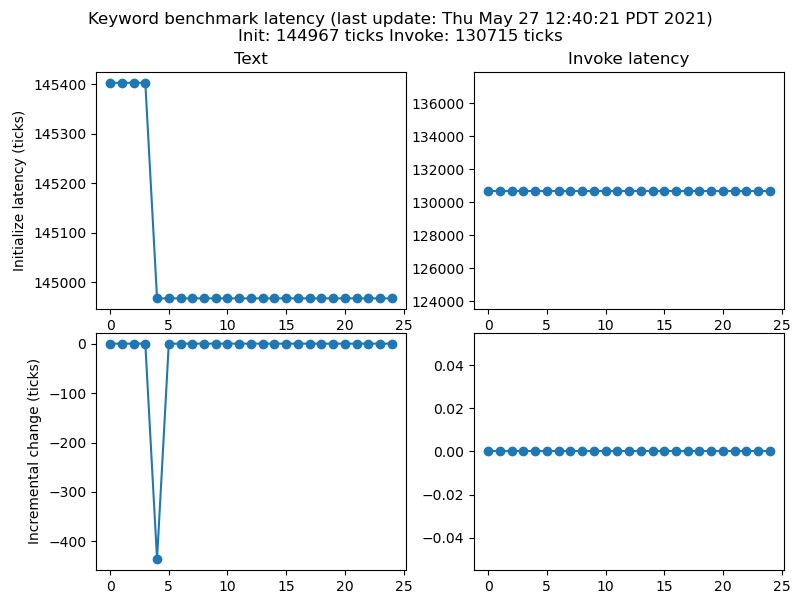 Keyword benchmark latency (last update: Thu May 27 12:40:21 PDT 2021)
Init: 144967 ticks Invoke: 130715 ticks
Text
Invoke latency
Initialize latency (ticks)
145400
145300
145200
145100
145000
0 5 10 15 20 25
136000
134000
132000
130000
128000
126000
124000
0 5 10 15 20 25
Incremental change (ticks)
0
−100
−200
−300
−400
0 5 10 15 20 25
0.04
0.02
0.00
−0.02
−0.04
0 5 10 15 20 25